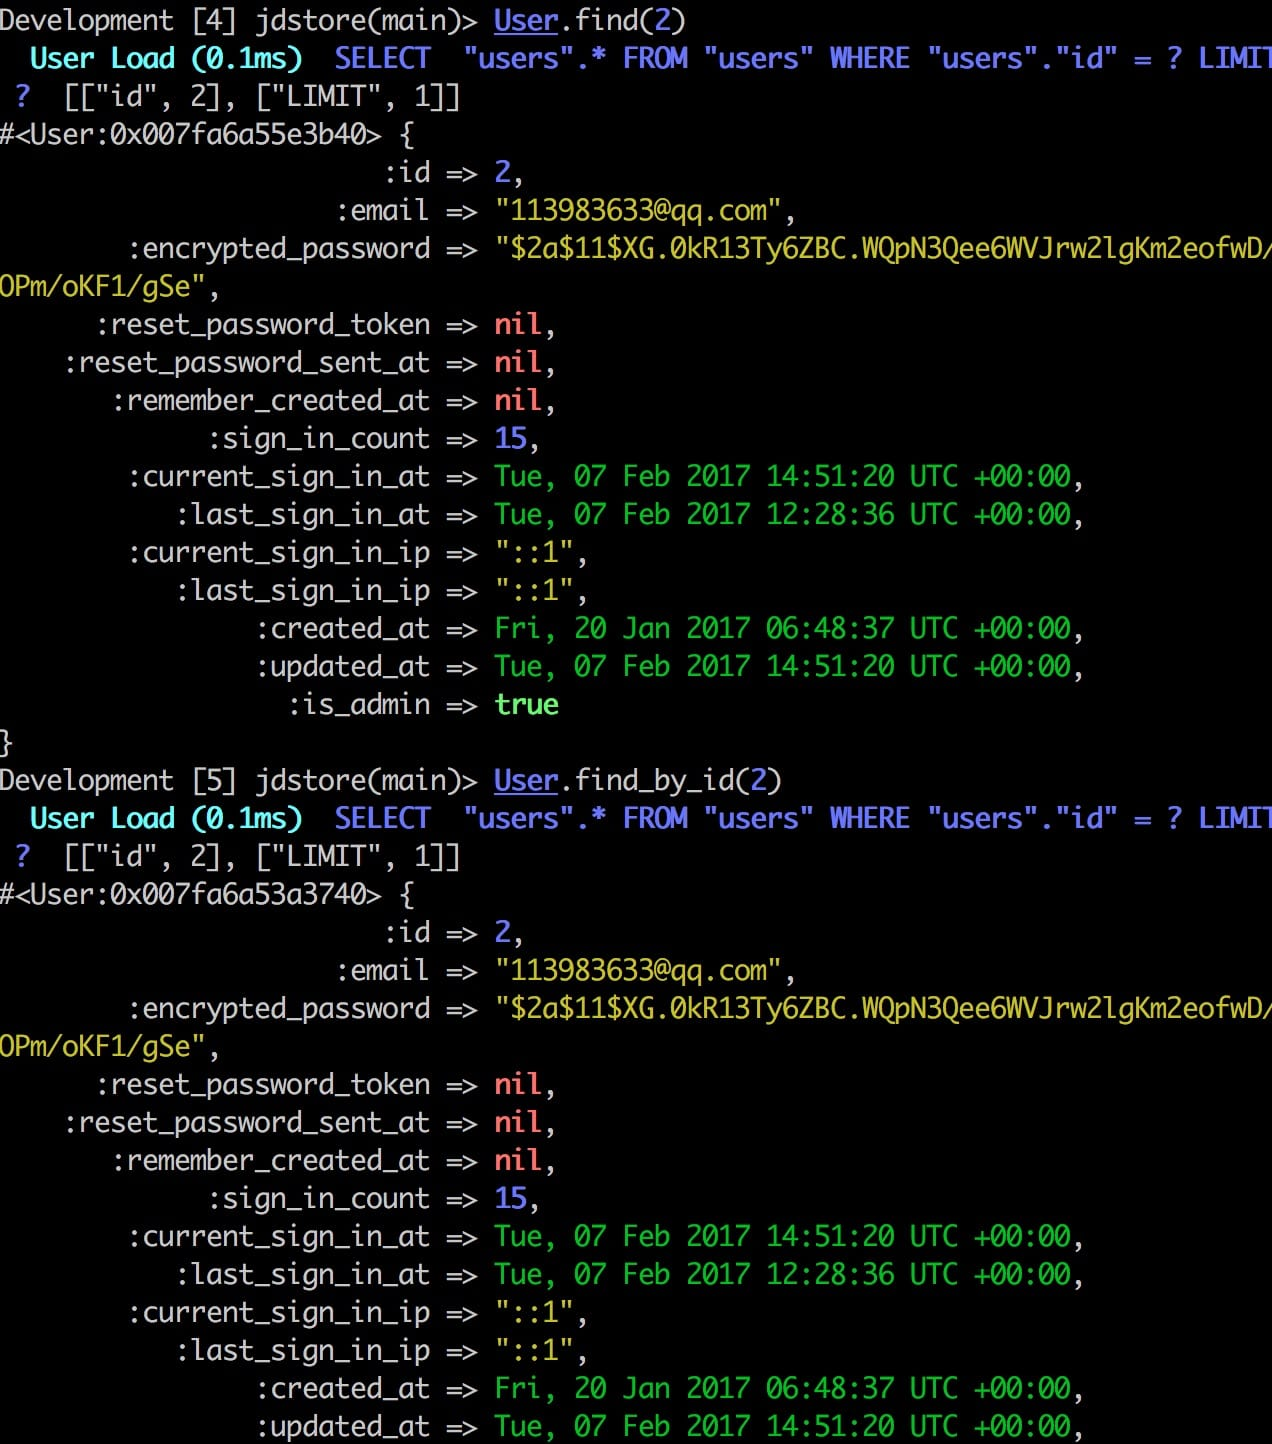 Development [4] jdstore(main)> User.find(2)
User Load (0.1ms)  SELECT  "users".* FROM "users" WHERE "users"."id" = ? LIMIT
?  [["id", 2], ["LIMIT", 1]]
#<User:0x007fa6a55e3b40> {
:id => 2,
:email => "113983633@qq.com",
:encrypted_password => "$2a$11$XG.0kR13Ty6ZBC.WQpN3Qee6WVJrw2lgKm2eofwD/
OPm/oKF1/gSe",
:reset_password_token => nil,
:reset_password_sent_at => nil,
:remember_created_at => nil,
:sign_in_count => 15,
:current_sign_in_at => Tue, 07 Feb 2017 14:51:20 UTC +00:00,
:last_sign_in_at => Tue, 07 Feb 2017 12:28:36 UTC +00:00,
:current_sign_in_ip => "::1",
:last_sign_in_ip => "::1",
:created_at => Fri, 20 Jan 2017 06:48:37 UTC +00:00,
:updated_at => Tue, 07 Feb 2017 14:51:20 UTC +00:00,
:is_admin => true
}
Development [5] jdstore(main)> User.find_by_id(2)
User Load (0.1ms)  SELECT  "users".* FROM "users" WHERE "users"."id" = ? LIMIT
?  [["id", 2], ["LIMIT", 1]]
#<User:0x007fa6a53a3740> {
:id => 2,
:email => "113983633@qq.com",
:encrypted_password => "$2a$11$XG.0kR13Ty6ZBC.WQpN3Qee6WVJrw2lgKm2eofwD/
OPm/oKF1/gSe",
:reset_password_token => nil,
:reset_password_sent_at => nil,
:remember_created_at => nil,
:sign_in_count => 15,
:current_sign_in_at => Tue, 07 Feb 2017 14:51:20 UTC +00:00,
:last_sign_in_at => Tue, 07 Feb 2017 12:28:36 UTC +00:00,
:current_sign_in_ip => "::1",
:last_sign_in_ip => "::1",
:created_at => Fri, 20 Jan 2017 06:48:37 UTC +00:00,
:updated_at => Tue, 07 Feb 2017 14:51:20 UTC +00:00,